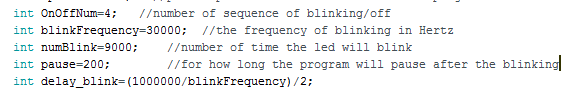 int OnOffNum=4;   //number of sequence of blinking/off
int blinkFrequency=30000;  //the frequency of blinking in Hertz
int numBlink=9000;    //number of time the led will blink
int pause=200;        //for how long the program will pause after the blinking
int delay_blink=(1000000/blinkFrequency)/2;